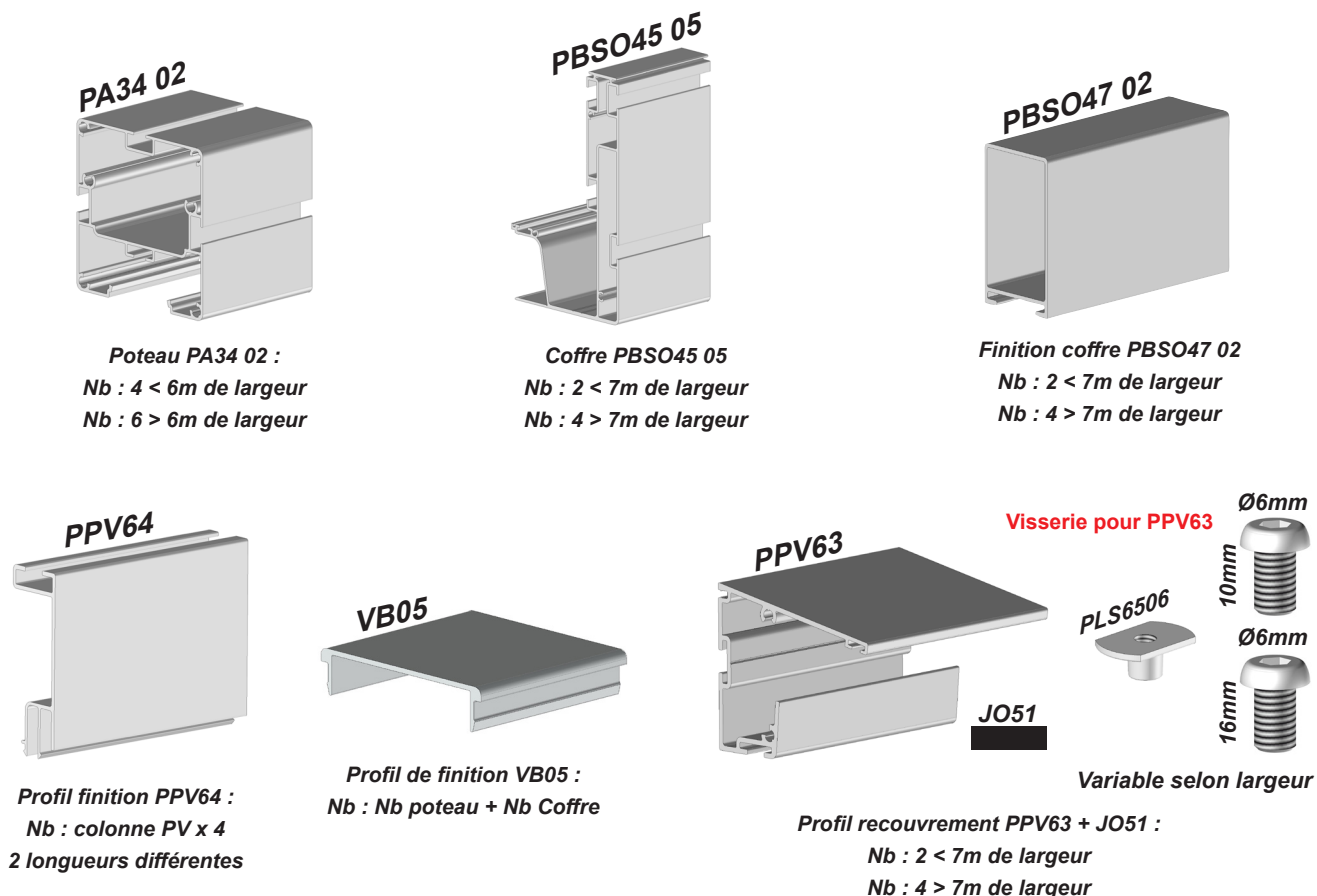 PA34 02
PBSO45 05
PBSO47 02
Poteau PA34 02 :
Nb : 4 < 6m de largeur
Nb : 6 > 6m de largeur
Coffre PBSO45 05
Nb : 2 < 7m de largeur
Nb : 4 > 7m de largeur
Finition coffre PBSO47 02
Nb : 2 < 7m de largeur
Nb : 4 > 7m de largeur
PPV64
Profil finition PPV64 :
Nb : colonne PV x 4
2 longueurs différentes
VB05
Profil de finition VB05 :
Nb : Nb poteau + Nb Coffre
PPV63
JO51
Profil recouvrement PPV63 + JO51 :
Nb : 2 < 7m de largeur
Nb : 4 > 7m de largeur
Visserie pour PPV63
PLS6506
Ø6mm
10mm
Ø6mm
16mm
Variable selon largeur